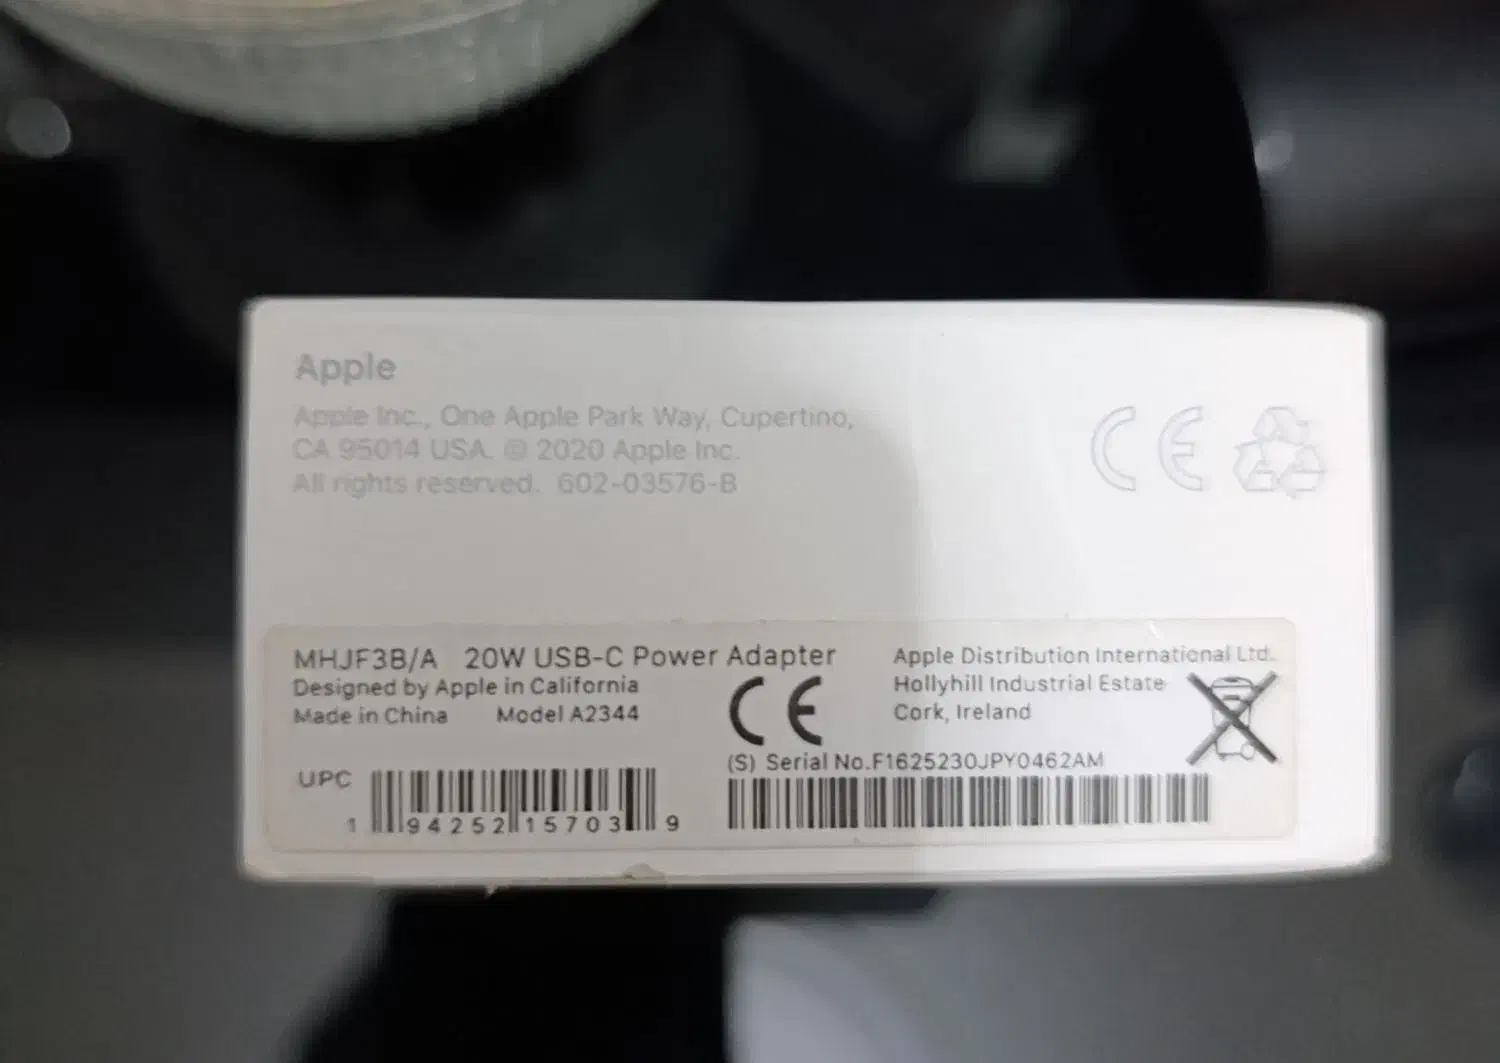 Apple
Apple Inc., One Apple Park Way, Cupertino,
CA 95014 USA. © 2020 Apple Inc.
All rights reserved. 602-03576-B
CE
MHJF3B/A 20W USB-C Power Adapter
Designed by Apple in California
Made in China Model A2344
CE
Apple Distribution International Ltd.
Hollyhill Industrial Estate
Cork, Ireland
UPC
1 94252 15703 9
(S) Serial No.F1625230JPY0462AM